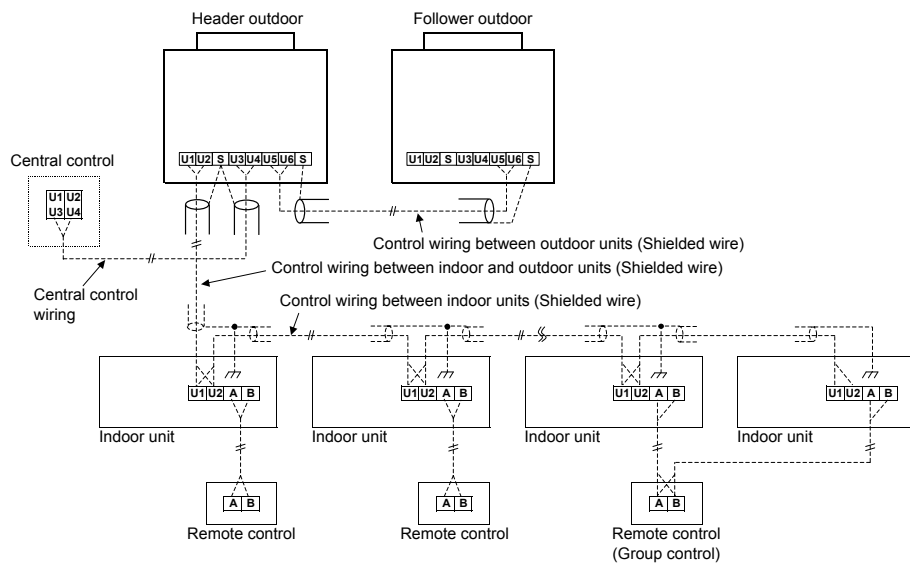 Header outdoor
Follower outdoor
U1 U2 S U3 U4 U5 U6 S
U1 U2 S U3 U4 U5 U6 S
Central control
U1 U2
U3 U4
Control wiring between outdoor units (Shielded wire)
Control wiring between indoor and outdoor units (Shielded wire)
Central control
wiring
Control wiring between indoor units (Shielded wire)
U1 U2 A B
U1 U2 A B
U1 U2 A B
U1 U2 A B
Indoor unit
Indoor unit
Indoor unit
Indoor unit
A B
A B
A B
Remote control
Remote control
Remote control
(Group control)